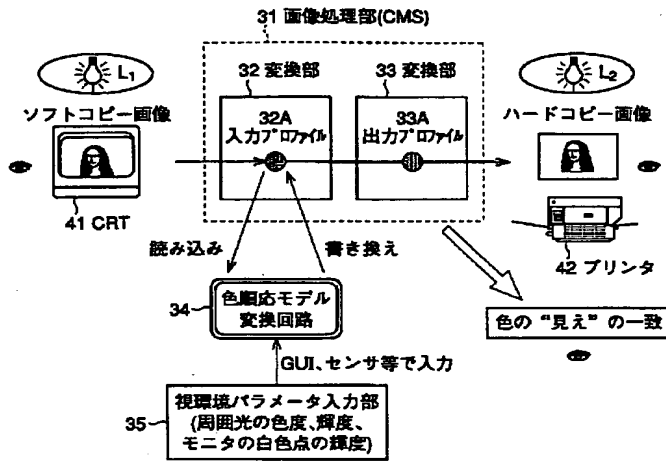 31 画像処理部(CMS)
L₁
32 変換部
33 変換部
L₂
ソフトコピー画像
32A
入力プロファイル
33A
出力プロファイル
ハードコピー画像
41 CRT
読み込み
書き換え
42 プリンタ
34
色順応モデル
変換回路
色の“見え”の一致
GUI、センサ等で入力
35
視環境パラメータ入力部
(周囲光の色度、輝度、
モニタの白色点の輝度)